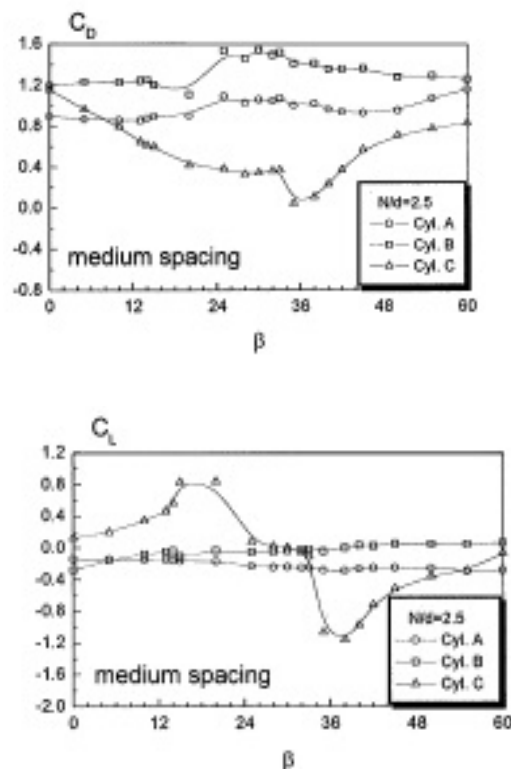 C_D
1.6
1.2
0.8
0.4
0.0
-0.4
-0.8
N/d=2.5
Cyl. A
Cyl. B
Cyl. C
medium spacing
0 12 24 36 48 60
β
C_L
1.2
0.8
0.4
0.0
-0.4
-0.8
-1.2
-1.6
-2.0
N/d=2.5
Cyl. A
Cyl. B
Cyl. C
medium spacing
0 12 24 36 48 60
β